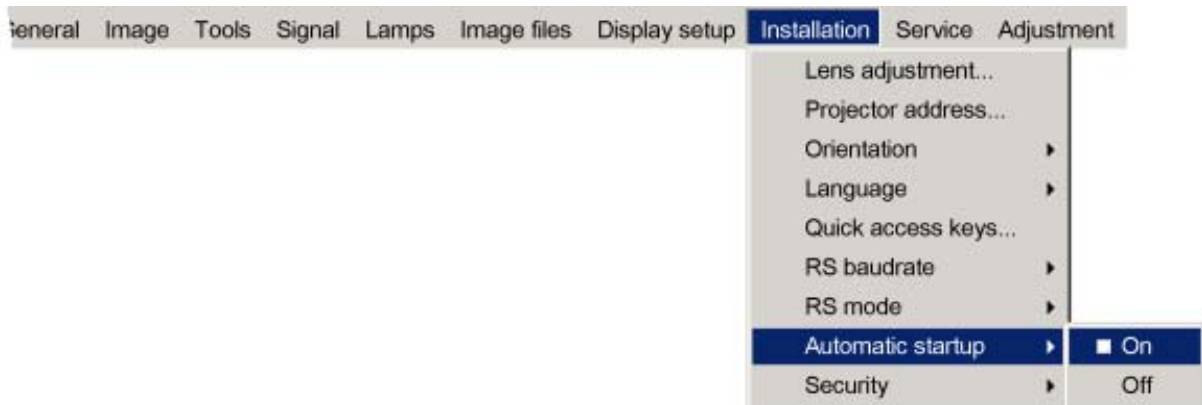 General Image Tools Signal Lamps Image files Display setup Installation Service Adjustment
Lens adjustment...
Projector address...
Orientation
Language
Quick access keys...
RS baudrate
RS mode
Automatic startup On
Security Off